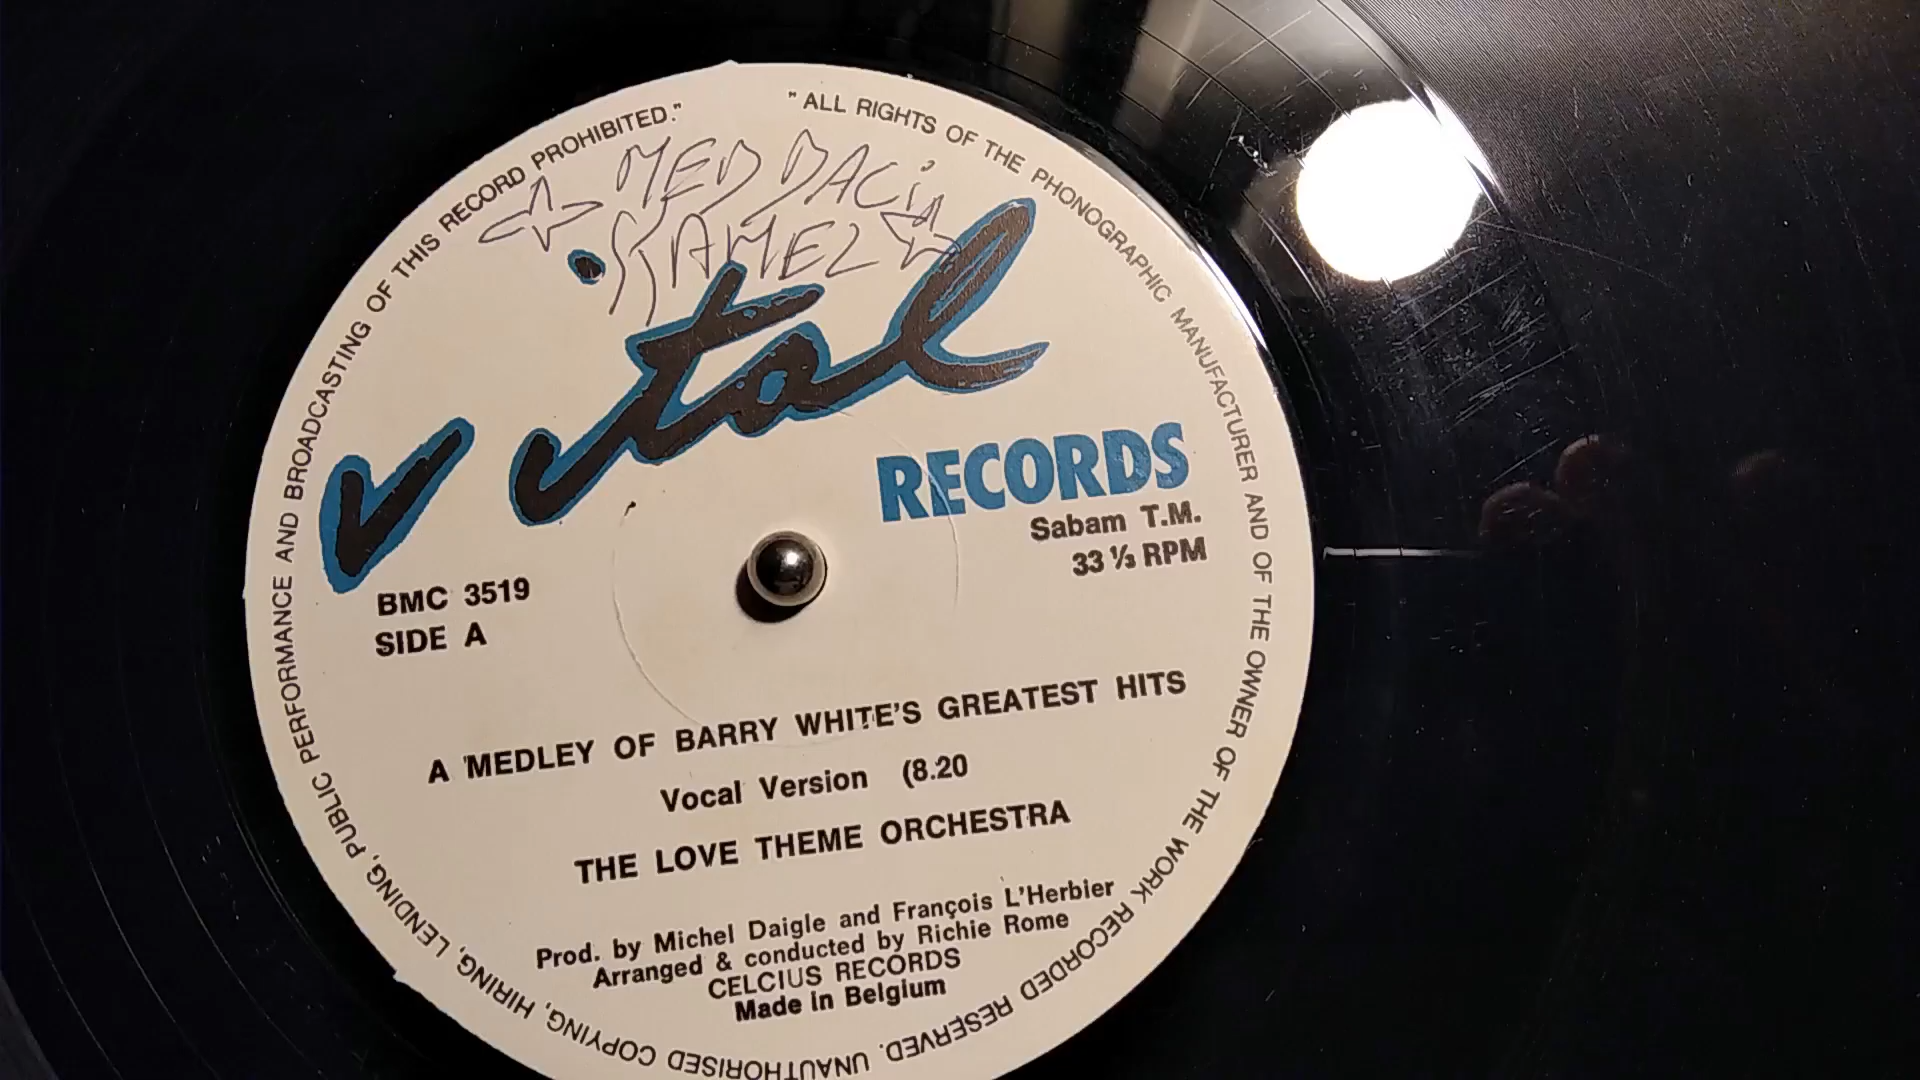 "ALL RIGHTS OF THE PHONOGRAPHIC MANUFACTURER AND OF THE OWNER OF THE WORK RECORDED RESERVED. UNAUTHORISED COPYING, HIRING, LENDING, PUBLIC PERFORMANCE AND BROADCASTING OF THIS RECORD PROHIBITED."
MED DACiA
vital
RECORDS
Sabam T.M.
33 ⅓ RPM
BMC 3519
SIDE A
A MEDLEY OF BARRY WHITE'S GREATEST HITS
Vocal Version (8.20
THE LOVE THEME ORCHESTRA
Prod. by Michel Daigle and François L'Herbier
Arranged & conducted by Richie Rome
CELCIUS RECORDS
Made in Belgium